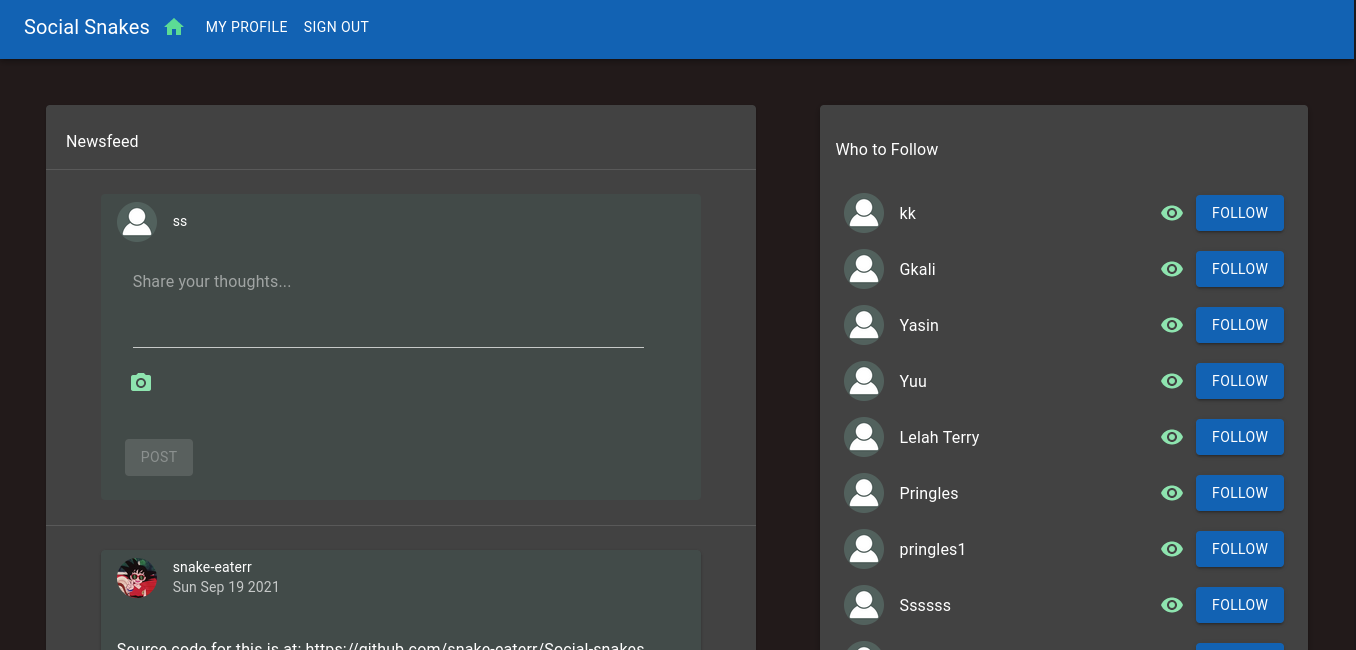 Social Snakes MY PROFILE SIGN OUT
Newsfeed
ss
Share your thoughts...
POST
snake-eaterr
Sun Sep 19 2021
Source code for this is at: https://github.com/snake-eaterr/Social-snakes
Who to Follow
kk FOLLOW
Gkali FOLLOW
Yasin FOLLOW
Yuu FOLLOW
Lelah Terry FOLLOW
Pringles FOLLOW
pringles1 FOLLOW
Ssssss FOLLOW